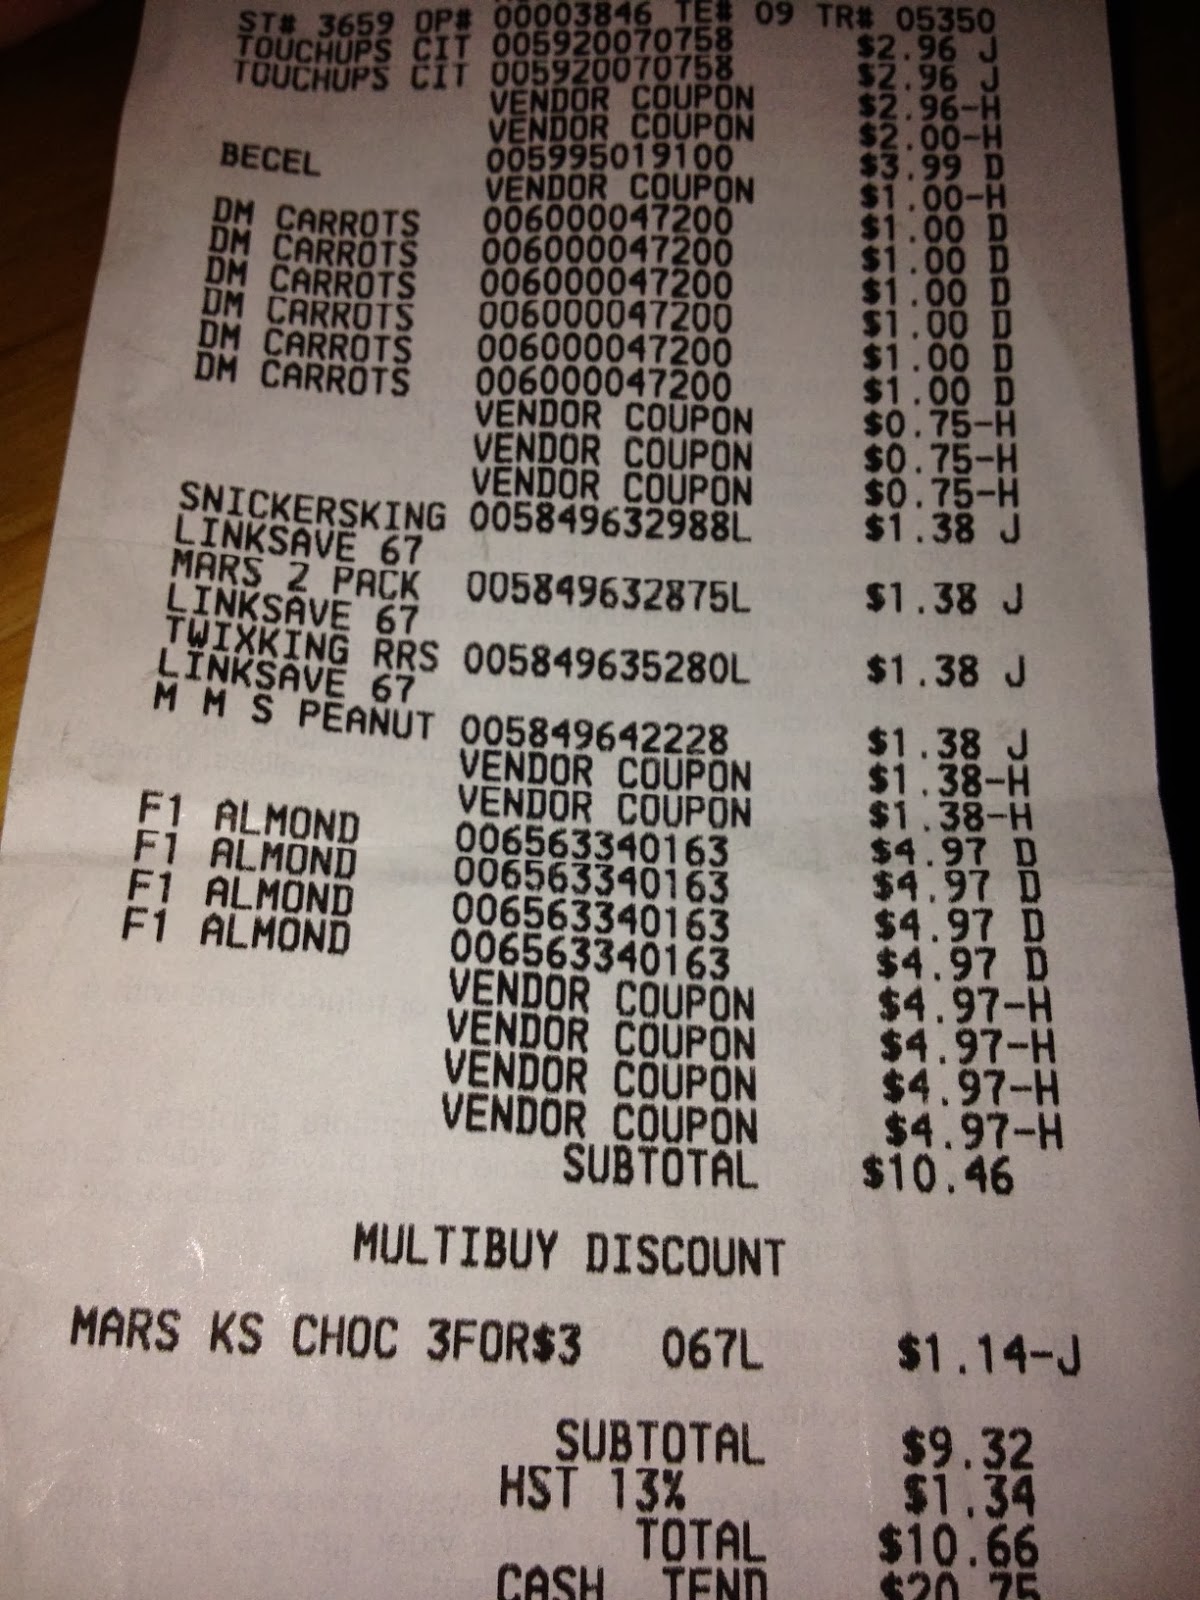 ST# 3659 OP# 00003846 TE# 09 TR# 05350
TOUCHUPS CIT 005920070758 $2.96 J
TOUCHUPS CIT 005920070758 $2.96 J
VENDOR COUPON $2.96-H
VENDOR COUPON $2.00-H
BECEL 005995019100 $3.99 D
VENDOR COUPON $1.00-H
DM CARROTS 006000047200 $1.00 D
DM CARROTS 006000047200 $1.00 D
DM CARROTS 006000047200 $1.00 D
DM CARROTS 006000047200 $1.00 D
DM CARROTS 006000047200 $1.00 D
DM CARROTS 006000047200 $1.00 D
VENDOR COUPON $0.75-H
VENDOR COUPON $0.75-H
VENDOR COUPON $0.75-H
SNICKERSKING 005849632988L $1.38 J
LINKSAVE 67
MARS 2 PACK 005849632875L $1.38 J
LINKSAVE 67
TWIXKING RRS 005849635280L $1.38 J
LINKSAVE 67
M M S PEANUT 005849642228 $1.38 J
VENDOR COUPON $1.38-H
VENDOR COUPON $1.38-H
F1 ALMOND 006563340163 $4.97 D
F1 ALMOND 006563340163 $4.97 D
F1 ALMOND 006563340163 $4.97 D
F1 ALMOND 006563340163 $4.97 D
VENDOR COUPON $4.97-H
VENDOR COUPON $4.97-H
VENDOR COUPON $4.97-H
VENDOR COUPON $4.97-H
SUBTOTAL $10.46
MULTIBUY DISCOUNT
MARS KS CHOC 3FOR$3 067L $1.14-J
SUBTOTAL $9.32
HST 13% $1.34
TOTAL $10.66
CASH TEND $20.75